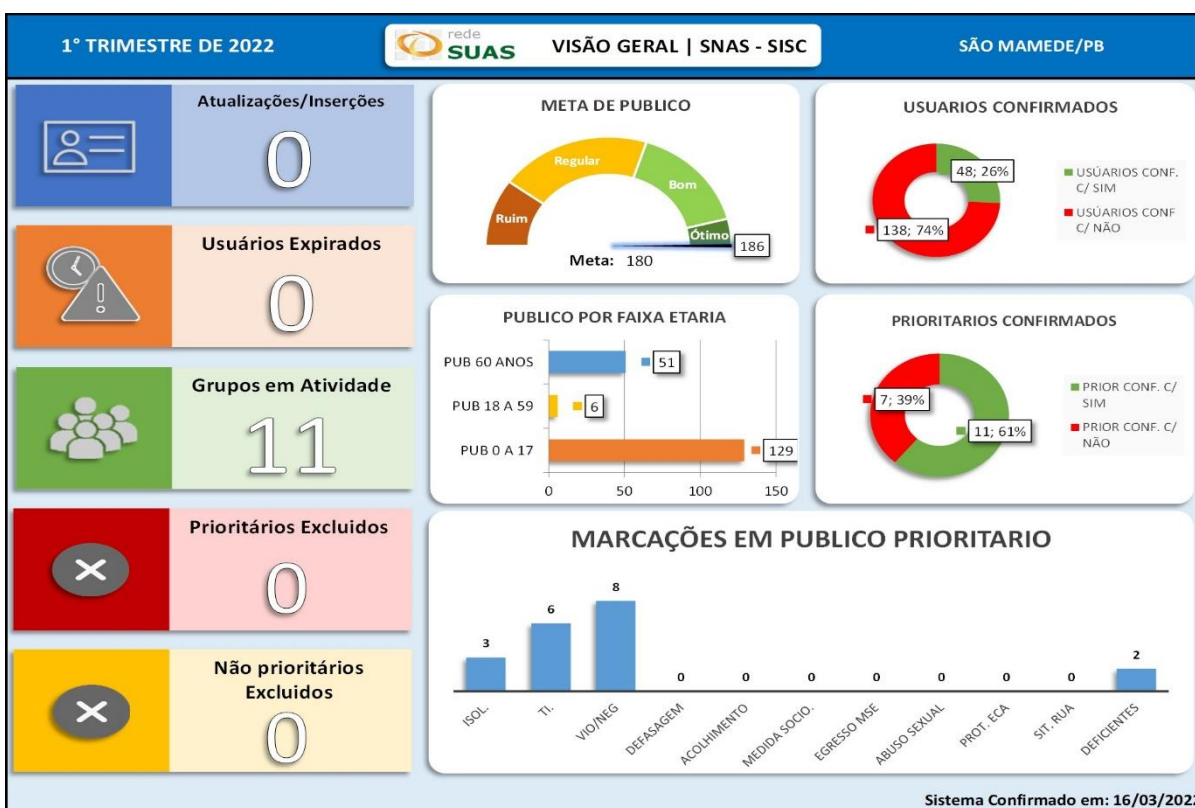 1° TRIMESTRE DE 2022
rede
SUAS
VISÃO GERAL | SNAS - SISC
SÃO MAMEDE/PB
Atualizações/Inserções
0
Usuários Expirados
0
Grupos em Atividade
11
Prioritários Excluidos
0
Não prioritários
Excluidos
0
META DE PUBLICO
Ruim
Regular
Bom
Ótimo
186
Meta: 180
USUARIOS CONFIRMADOS
48; 26%
138; 74%
USÚÁRIOS CONF.
C/ SIM
USÚÁRIOS CONF
C/ NÃO
PUBLICO POR FAIXA ETARIA
PUB 60 ANOS
51
PUB 18 A 59
6
PUB 0 A 17
129
0
50
100
150
PRIORITARIOS CONFIRMADOS
7; 39%
11; 61%
PRIOR CONF. C/
SIM
PRIOR CONF. C/
NÃO
MARCAÇÕES EM PUBLICO PRIORITARIO
3
6
8
0
0
0
0
0
0
0
2
ISOL.
TI.
VIO/NEG
DEFASAGEM
ACOLHIMENTO
MEDIDA SOCIO.
EGRESSO MSE
ABUSO SEXUAL
PROT. ECA
SIT. RUA
DEFICIENTES
Sistema Confirmado em: 16/03/2022